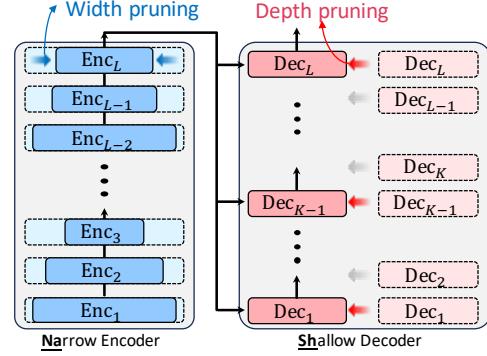 Width pruning
Depth pruning
Enc_L
Enc_{L-1}
Enc_{L-2}
Enc_3
Enc_2
Enc_1
Narrow Encoder
Dec_L
Dec_{K-1}
Dec_1
Dec_L
Dec_{L-1}
Dec_K
Dec_{K-1}
Dec_2
Dec_1
Shallow Decoder